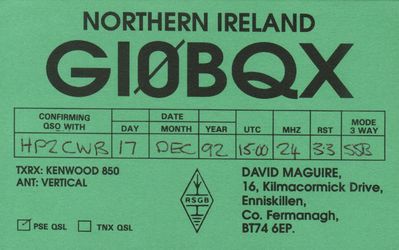 NORTHERN IRELAND
GIØBQX
CONFIRMING QSO WITH DATE UTC MHZ RST MODE 3 WAY
DAY MONTH YEAR
HP2CWB 17 DEC 92 1500 24 33 SSB
TXRX: KENWOOD 850
ANT: VERTICAL
RSGB
DAVID MAGUIRE,
16, Kilmacormick Drive,
Enniskillen,
Co. Fermanagh,
BT74 6EP.
PSE QSL TNX QSL